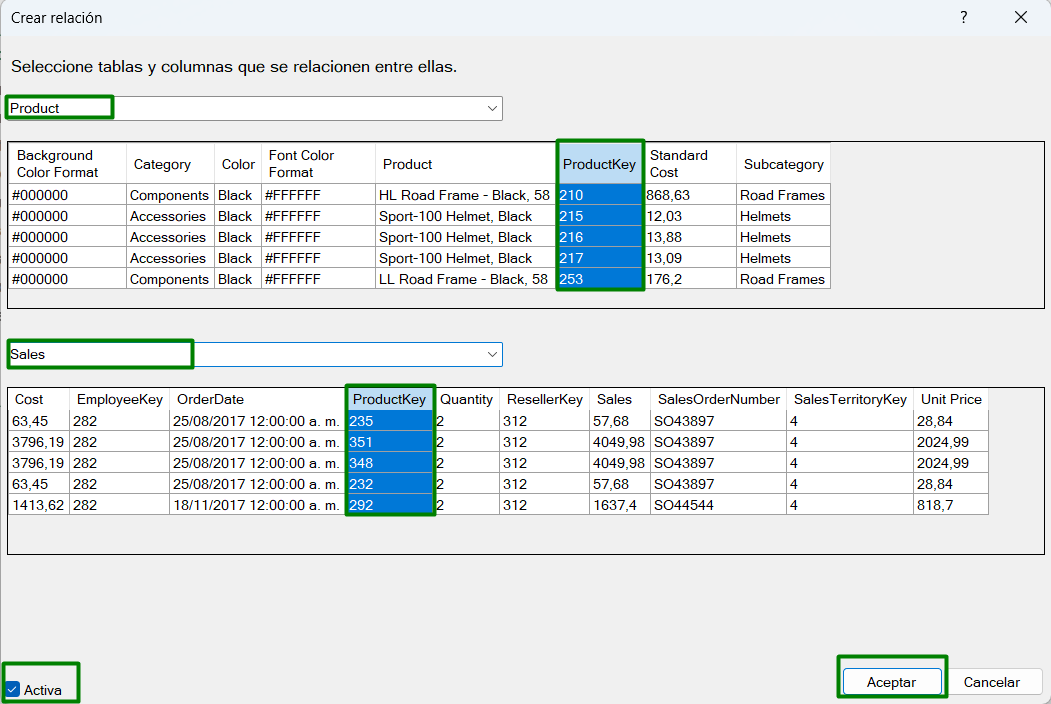 Crear relación ?
Seleccione tablas y columnas que se relacionen entre ellas.
Product
Background Color Format Category Color Font Color Format Product ProductKey Standard Cost Subcategory
#000000 Components Black #FFFFFF HL Road Frame - Black, 58 210 868,63 Road Frames
#000000 Accessories Black #FFFFFF Sport-100 Helmet, Black 215 12,03 Helmets
#000000 Accessories Black #FFFFFF Sport-100 Helmet, Black 216 13,88 Helmets
#000000 Accessories Black #FFFFFF Sport-100 Helmet, Black 217 13,09 Helmets
#000000 Components Black #FFFFFF LL Road Frame - Black, 58 253 176,2 Road Frames
Sales
Cost EmployeeKey OrderDate ProductKey Quantity ResellerKey Sales SalesOrderNumber SalesTerritoryKey Unit Price
63,45 282 25/08/2017 12:00:00 a. m. 235 2 312 57,68 SO43897 4 28,84
3796,19 282 25/08/2017 12:00:00 a. m. 351 2 312 4049,98 SO43897 4 2024,99
3796,19 282 25/08/2017 12:00:00 a. m. 348 2 312 4049,98 SO43897 4 2024,99
63,45 282 25/08/2017 12:00:00 a. m. 232 2 312 57,68 SO43897 4 28,84
1413,62 282 18/11/2017 12:00:00 a. m. 292 2 312 1637,4 SO44544 4 818,7
Activa
Aceptar Cancelar